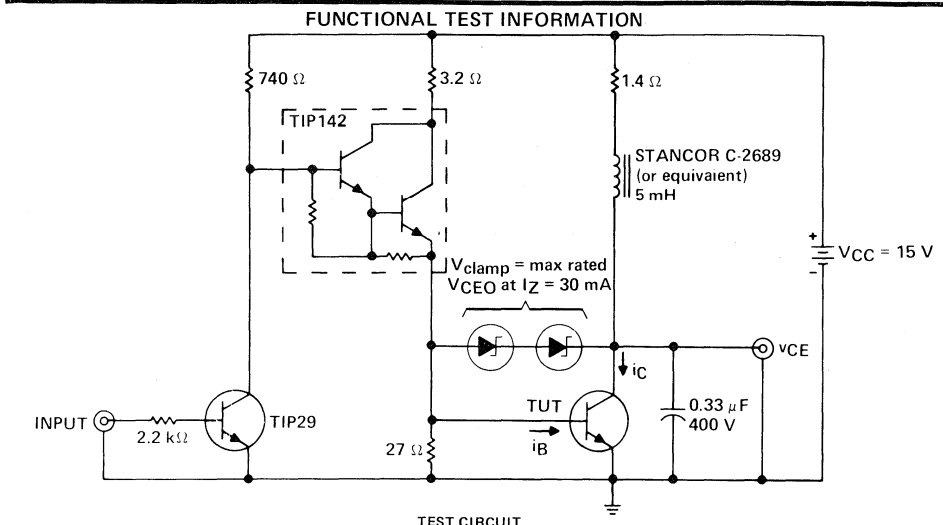 FUNCTIONAL TEST INFORMATION
740 Ω
3.2 Ω
1.4 Ω
TIP142
STANCOR C-2689
(or equivalent)
5 mH
VCC = 15 V
+
-
Vclamp = max rated
VCEO at IZ = 30 mA
vCE
iC
INPUT
2.2 kΩ
TIP29
TUT
0.33 μF
400 V
27 Ω
iB
TEST CIRCUIT